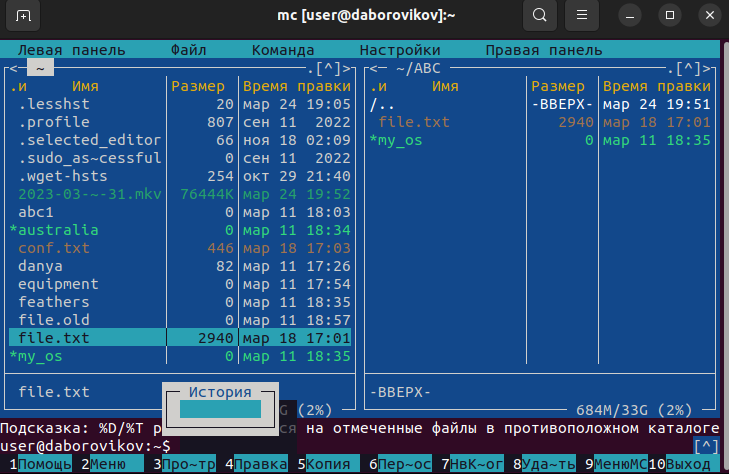 mc [user@daborovikov]:~
Левая панель Файл Команда Настройки Правая панель
<- ~ .[^]> <- ~/ABC .[^]>
.и Имя Размер Время правки .и Имя Размер Время правки
.lesshst 20 мар 24 19:05 /.. -ВВЕРХ- мар 24 19:51
.profile 807 сен 11 2022 file.txt 2940 мар 18 17:01
.selected_editor 66 ноя 18 02:09 *my_os 0 мар 11 18:35
.sudo_as~cessful 0 сен 11 2022
.wget-hsts 254 окт 29 21:40
2023-03-~-31.mkv 76444K мар 24 19:52
abc1 0 мар 11 18:03
*australia 0 мар 11 18:34
conf.txt 446 мар 18 17:03
danya 82 мар 11 17:26
equipment 0 мар 11 17:54
feathers 0 мар 11 18:35
file.old 0 мар 11 18:57
file.txt 2940 мар 18 17:01
*my_os 0 мар 11 18:35
file.txt -ВВЕРХ-
История
G (2%) 684M/33G (2%)
Подсказка: %D/%T р ся на отмеченные файлы в противоположном каталоге
user@daborovikov:~$ [^]
1Помощь 2Меню 3Про~тр 4Правка 5Копия 6Пер~ос 7НвК~ог 8Уда~ть 9МенюMC 10Выход